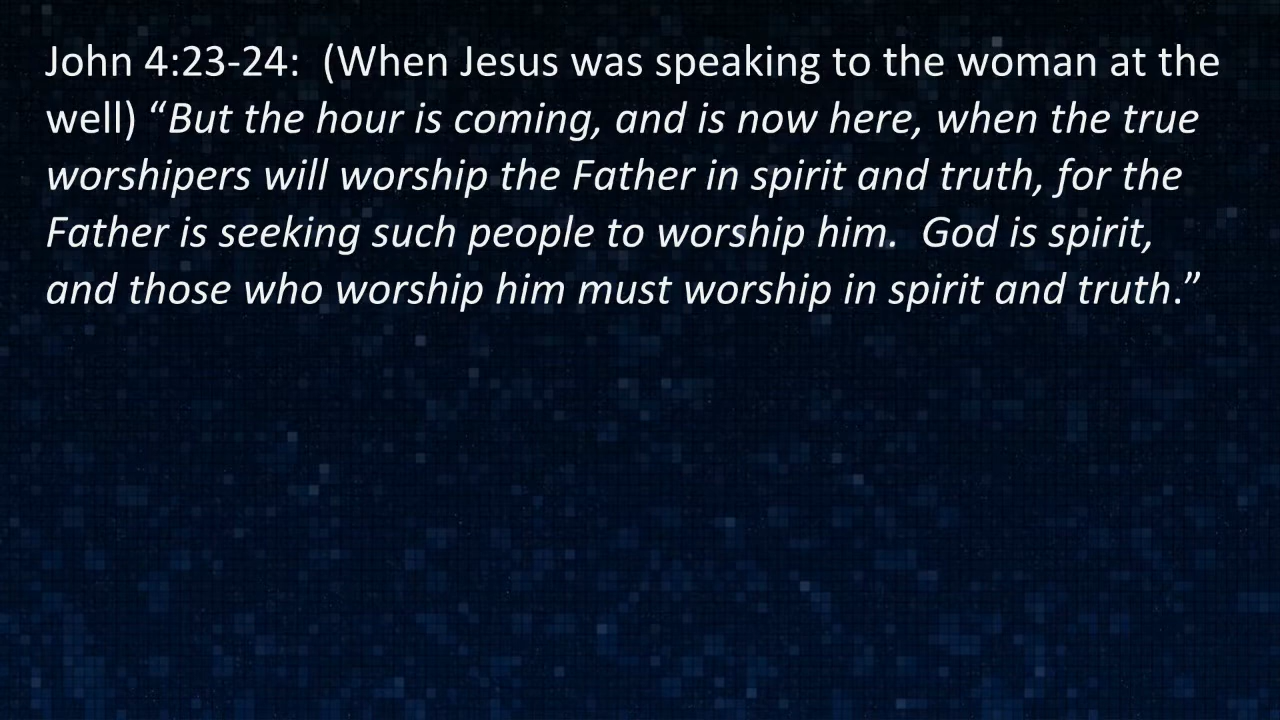 John 4:23-24:  (When Jesus was speaking to the woman at the
well) “But the hour is coming, and is now here, when the true
worshipers will worship the Father in spirit and truth, for the
Father is seeking such people to worship him.  God is spirit,
and those who worship him must worship in spirit and truth.”